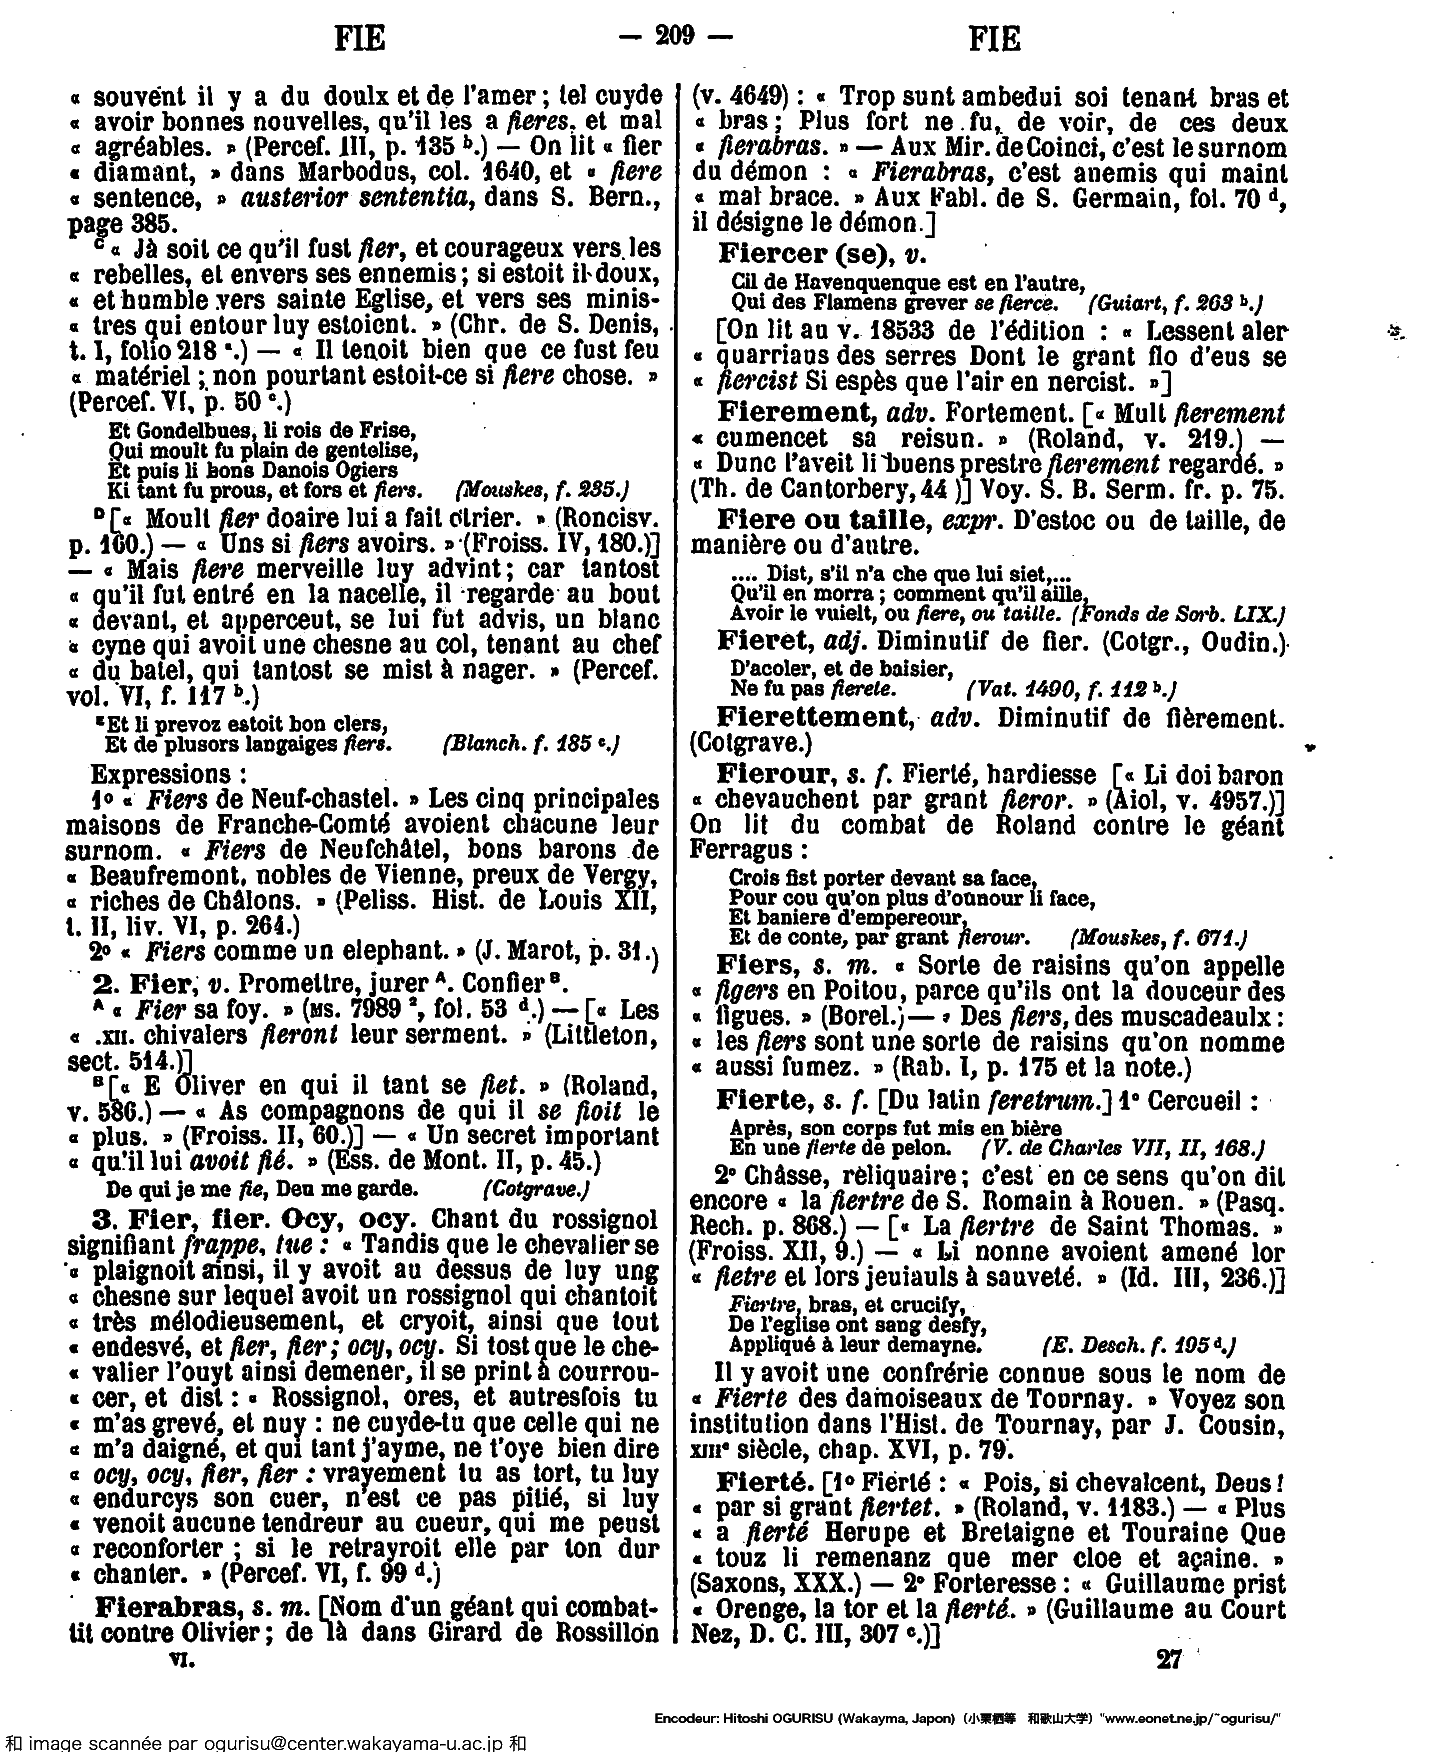 FIE — 209 — FIE
« souvent il y a du doulx et de l'amer ; tel cuyde
« avoir bonnes nouvelles, qu'il les a fieres, et mal
« agréables. » (Percef. III, p. 135 b.) — On lit « fier
« diamant, » dans Marbodus, col. 1640, et « fiere
« sentence, » austerior sententia, dans S. Bern.,
page 385.
C « Jà soit ce qu'il fust fier, et courageux vers les
« rebelles, et envers ses ennemis ; si estoit il doux,
« et humble vers sainte Eglise, et vers ses minis-
« tres qui entour luy estoient. » (Chr. de S. Denis,
t. I, folio 218 a.) — « Il tenoit bien que ce fust feu
« matériel ; non pourtant estoit-ce si fiere chose. »
(Percef. VI, p. 50 c.)
Et Gondelbues, li rois de Frise,
Qui moult fu plain de gentelise,
Et puis li bons Danois Ogiers
Ki tant fu prous, et fors et fiers. (Mouskes, f. 235.)
D [« Moult fier doaire lui a fait otrier. » (Roncisv.
p. 160.) — « Uns si fiers avoirs. » (Froiss. IV, 180.)]
— « Mais fiere merveille luy advint ; car tantost
« qu'il fut entré en la nacelle, il regarde au bout
« devant, et apperceut, se lui fut advis, un blanc
« cyne qui avoit une chesne au col, tenant au chef
« du batel, qui tantost se mist à nager. » (Percef.
vol. VI, f. 117 b.)
E Et li prevoz estoit bon clers,
Et de plusors langaiges fiers. (Blanch. f. 185 c.)
Expressions :
1° « Fiers de Neuf-chastel. » Les cinq principales
maisons de Franche-Comté avoient chacune leur
surnom. « Fiers de Neufchâtel, bons barons de
« Beaufremont, nobles de Vienne, preux de Vergy,
« riches de Châlons. » (Peliss. Hist. de Louis XII,
t. II, liv. VI, p. 264.)
2° « Fiers comme un elephant. » (J. Marot, p. 31.)
2. Fier, v. Promettre, jurer A. Confier B.
A « Fier sa foy. » (MS. 7989 2, fol. 53 d.) — [« Les
« .XII. chivalers fieront leur serment. » (Littleton,
sect. 514.)]
B [« E Oliver en qui il tant se fiet. » (Roland,
v. 586.) — « As compagnons de qui il se fioit le
« plus. » (Froiss. II, 60.)] — « Un secret important
« qu'il lui avoit fié. » (Ess. de Mont. II, p. 45.)
De qui je me fie, Deu me garde. (Cotgrave.)
3. Fier, fier. Ocy, ocy. Chant du rossignol
signifiant frappe, tue : « Tandis que le chevalier se
« plaignoit ainsi, il y avoit au dessus de luy ung
« chesne sur lequel avoit un rossignol qui chantoit
« très mélodieusement, et cryoit, ainsi que tout
« endesvé, et fier, fier ; ocy, ocy. Si tost que le che-
« valier l'ouyt ainsi demener, il se print à courrou-
« cer, et dist : « Rossignol, ores, et autresfois tu
« m'as grevé, et nuy : ne cuyde-tu que celle qui ne
« m'a daigné, et qui tant j'ayme, ne t'oye bien dire
« ocy, ocy, fier, fier : vrayement tu as tort, tu luy
« endurcys son cuer, n'est ce pas pitié, si luy
« venoit aucune tendreur au cueur, qui me peust
« reconforter ; si le retrayroit elle par ton dur
« chanter. » (Percef. VI, f. 99 d.)
Fierabras, s. m. [Nom d'un géant qui combat-
tit contre Olivier ; de là dans Girard de Rossillon
VI.
(v. 4649) : « Trop sunt ambedui soi tenant bras et
« bras ; Plus fort ne fu, de voir, de ces deux
« fierabras. » — Aux Mir. de Coinci, c'est le surnom
du démon : « Fierabras, c'est anemis qui maint
« mal brace. » Aux Fabl. de S. Germain, fol. 70 d,
il désigne le démon.]
Fiercer (se), v.
Cil de Havenquenque est en l'autre,
Qui des Flamens grever se fierce. (Guiart, f. 263 b.)
[On lit au v. 18533 de l'édition : « Lessent aler
« quarriaus des serres Dont le grant flo d'eus se
« fiercist Si espès que l'air en nercist. »]
Fierement, adv. Fortement. [« Mult fierement
« cumencet sa reisun. » (Roland, v. 219.) —
« Dunc l'aveit li buens prestre fierement regardé. »
(Th. de Cantorbery, 44 )] Voy. S. B. Serm. fr. p. 75.
Fiere ou taille, expr. D'estoc ou de taille, de
manière ou d'autre.
.... Dist, s'il n'a che que lui siet,...
Qu'il en morra ; comment qu'il aille,
Avoir le vuielt, ou fiere, ou taille. (Fonds de Sorb. LIX.)
Fieret, adj. Diminutif de fier. (Cotgr., Oudin.)
D'acoler, et de baisier,
Ne fu pas fierete. (Vat. 1490, f. 112 b.)
Fierettement, adv. Diminutif de fièrement.
(Cotgrave.)
Fierour, s. f. Fierté, hardiesse [« Li doi baron
« chevauchent par grant fieror. » (Aiol, v. 4957.)]
On lit du combat de Roland contre le géant
Ferragus :
Crois fist porter devant sa face,
Pour cou qu'on plus d'ounour li face,
Et baniere d'empereour,
Et de conte, par grant fierour. (Mouskes, f. 671.)
Fiers, s. m. « Sorte de raisins qu'on appelle
« figers en Poitou, parce qu'ils ont la douceur des
« figues. » (Borel.) — « Des fiers, des muscadeaulx :
« les fiers sont une sorte de raisins qu'on nomme
« aussi fumez. » (Rab. I, p. 175 et la note.)
Fierte, s. f. [Du latin feretrum.] 1° Cercueil :
Après, son corps fut mis en bière
En une fierte de pelon. (V. de Charles VII, II, 168.)
2° Châsse, réliquaire ; c'est en ce sens qu'on dit
encore « la fiertre de S. Romain à Rouen. » (Pasq.
Rech. p. 868.) — [« La fiertre de Saint Thomas. »
(Froiss. XII, 9.) — « Li nonne avoient amené lor
« fietre et lors jeuiauls à sauveté. » (Id. III, 236.)]
Fiertre, bras, et crucify,
De l'eglise ont sang desfy,
Appliqué à leur demayne. (E. Desch. f. 195 d.)
Il y avoit une confrérie connue sous le nom de
« Fierte des damoiseaux de Tournay. » Voyez son
institution dans l'Hist. de Tournay, par J. Cousin,
XIIIe siècle, chap. XVI, p. 79.
Fierté. [1° Fierté : « Pois, si chevalcent, Deus !
« par si grant fiertet. » (Roland, v. 1183.) — « Plus
« a fierté Herupe et Bretaigne et Touraine Que
« touz li remenanz que mer cloe et açaine. »
(Saxons, XXX.) — 2° Forteresse : « Guillaume prist
« Orenge, la tor et la fierté. » (Guillaume au Court
Nez, D. C. III, 307 c.)]
27
Encodeur: Hitoshi OGURISU (Wakayma, Japon) (小栗栖等 和歌山大学) "www.eonet.ne.jp/~ogurisu/"
和 image scannée par ogurisu@center.wakayama-u.ac.jp 和